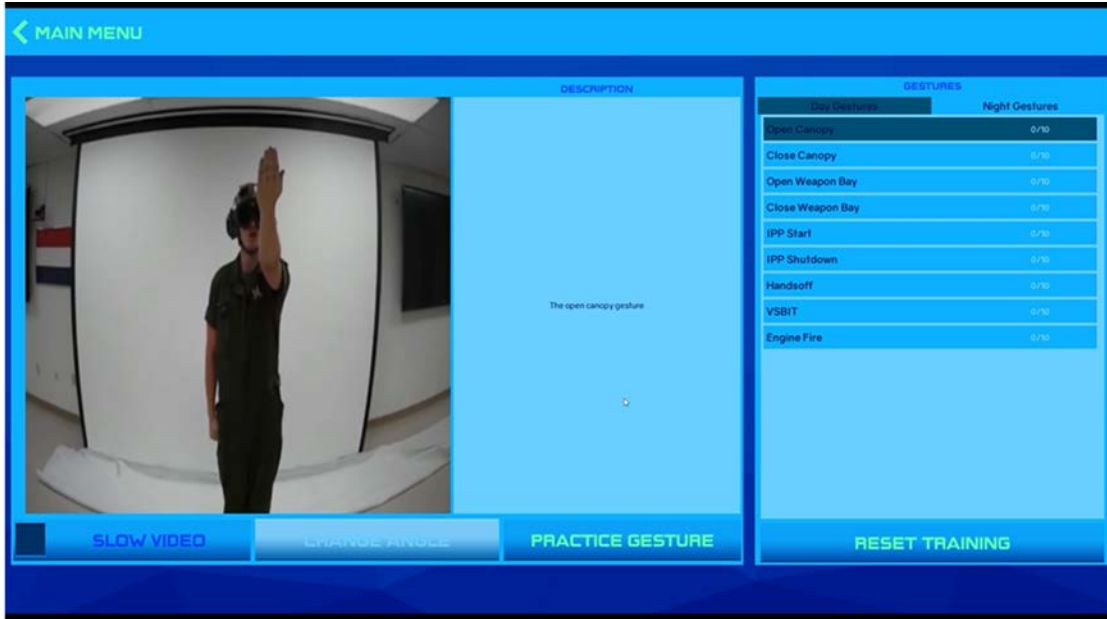 MAIN MENU
DESCRIPTION
The open canopy gesture
SLOW VIDEO
CHANGE ANGLE
PRACTICE GESTURE
GESTURES
Day Gestures
Night Gestures
Open Canopy 0/10
Close Canopy 0/10
Open Weapon Bay 0/10
Close Weapon Bay 0/10
IPP Start 0/10
IPP Shutdown 0/10
Handsoff 0/10
VSBIT 0/10
Engine Fire 0/10
RESET TRAINING